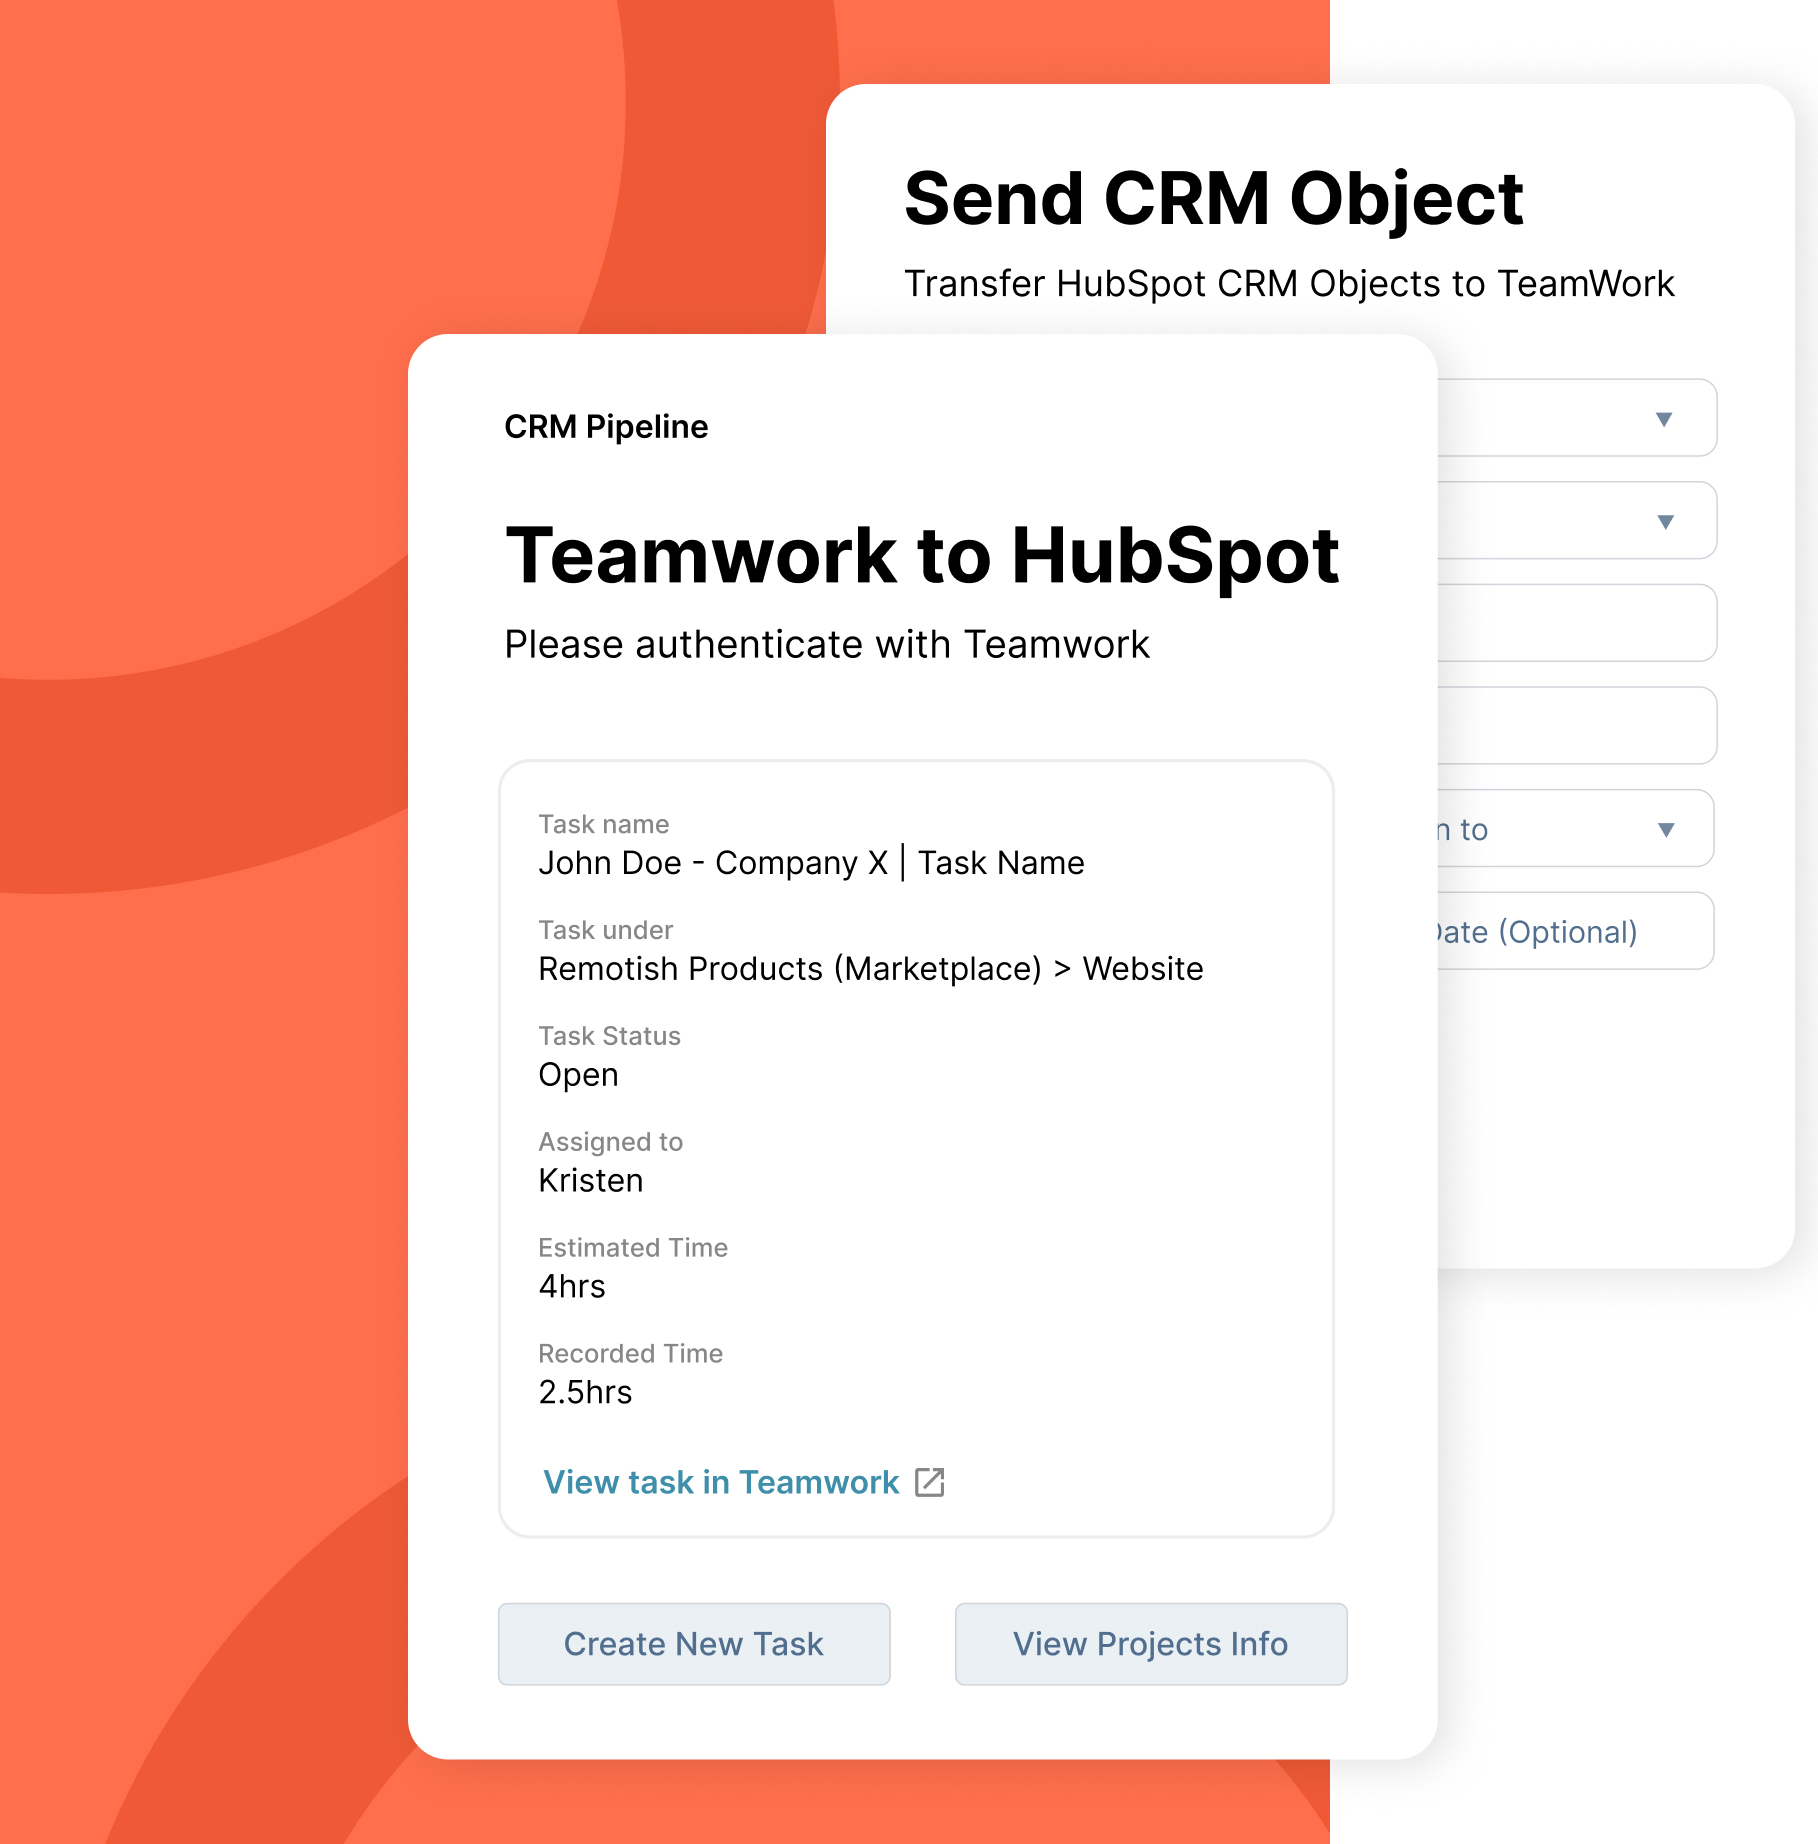 Send CRM Object
Transfer HubSpot CRM Objects to TeamWork
to
Date (Optional)
CRM Pipeline
Teamwork to HubSpot
Please authenticate with Teamwork
Task name
John Doe - Company X | Task Name
Task under
Remotish Products (Marketplace) > Website
Task Status
Open
Assigned to
Kristen
Estimated Time
4hrs
Recorded Time
2.5hrs
View task in Teamwork
Create New Task
View Projects Info